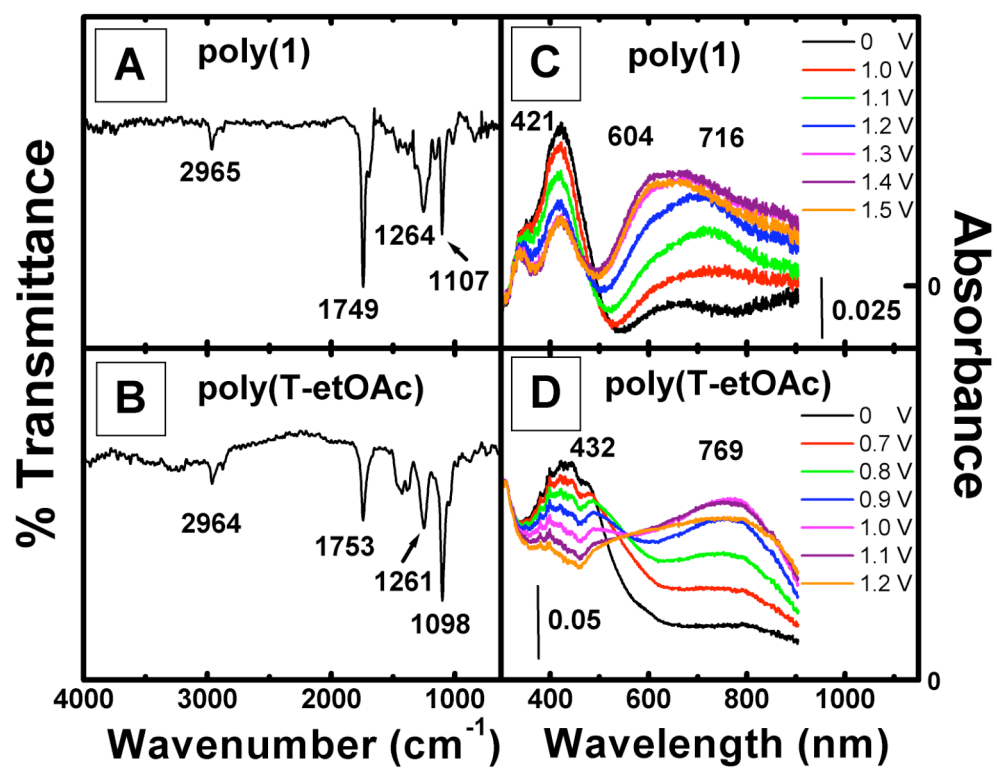 % Transmittance
A
poly(1)
2965
1749
1264
1107
B
poly(T-etOAc)
2964
1753
1261
1098
4000
3000
2000
1000
Wavenumber (cm-1)
C
poly(1)
421
604
716
0 V
1.0 V
1.1 V
1.2 V
1.3 V
1.4 V
1.5 V
0.025
0
D
poly(T-etOAc)
432
769
0 V
0.7 V
0.8 V
0.9 V
1.0 V
1.1 V
1.2 V
0.05
0
400
600
800
1000
Wavelength (nm)
Absorbance